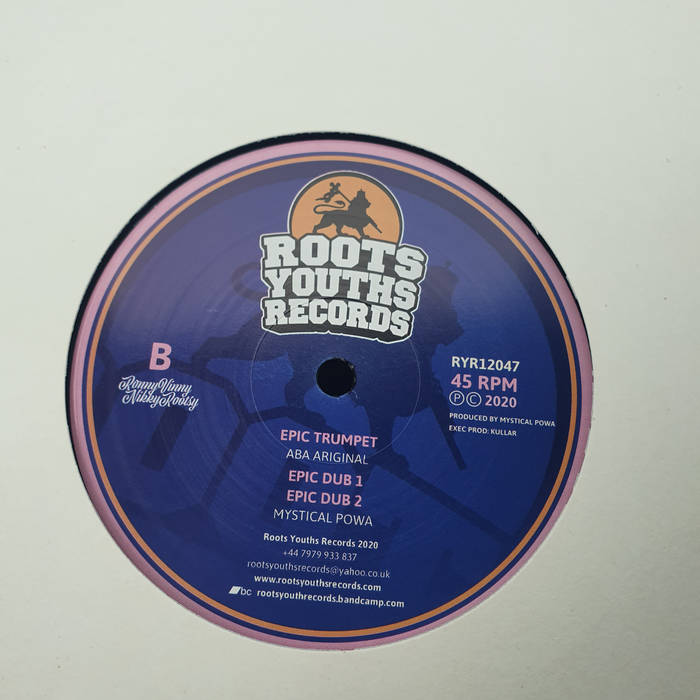 ROOTS
YOUTHS
RECORDS
B
Ronny Vinny
Nikky Rootsy
RYR12047
45 RPM
ⓅⒸ 2020
PRODUCED BY MYSTICAL POWA
EXEC PROD: KULLAR
EPIC TRUMPET
ABA ARIGINAL
EPIC DUB 1
EPIC DUB 2
MYSTICAL POWA
Roots Youths Records 2020
+44 7979 933 837
rootsyouthsrecords@yahoo.co.uk
www.rootsyouthsrecords.com
bc rootsyouthrecords.bandcamp.com